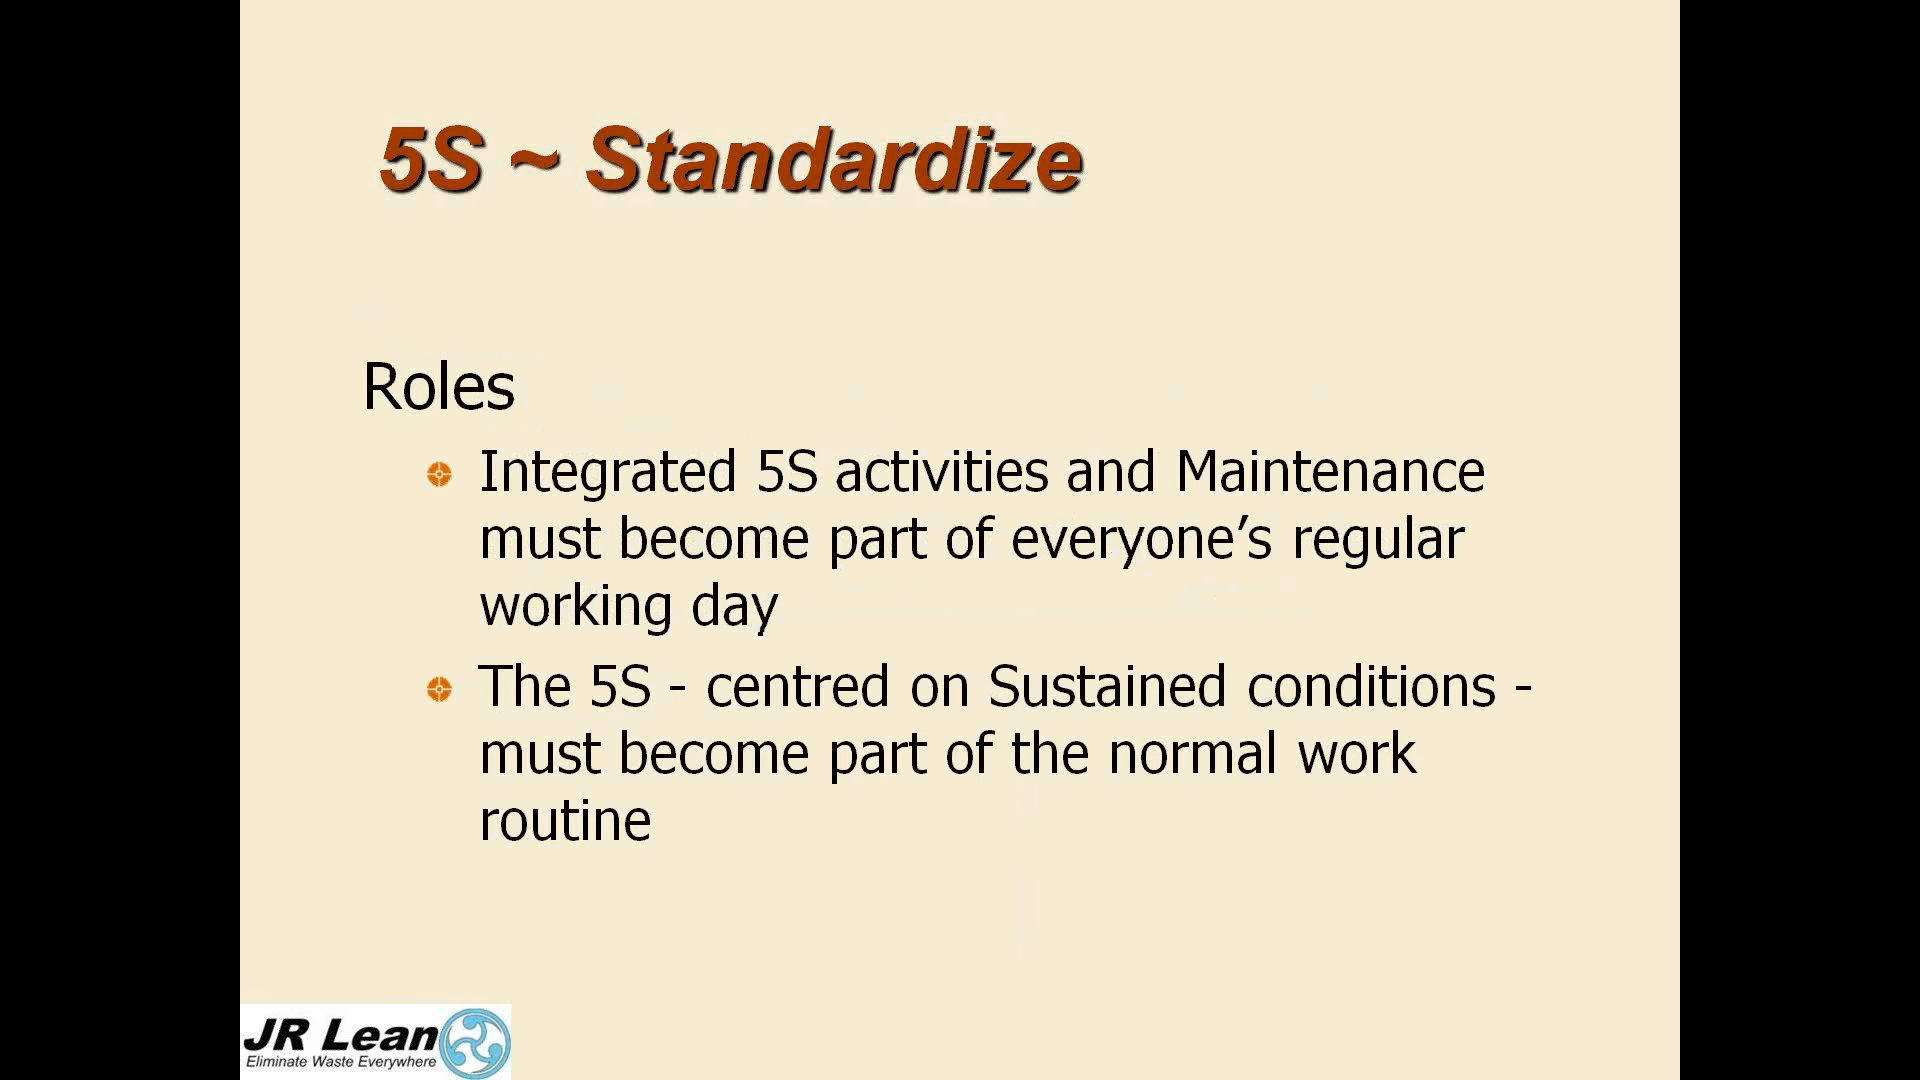 5S ~ Standardize
Roles
Integrated 5S activities and Maintenance
must become part of everyone’s regular
working day
The 5S - centred on Sustained conditions -
must become part of the normal work
routine
JR Lean
Eliminate Waste Everywhere